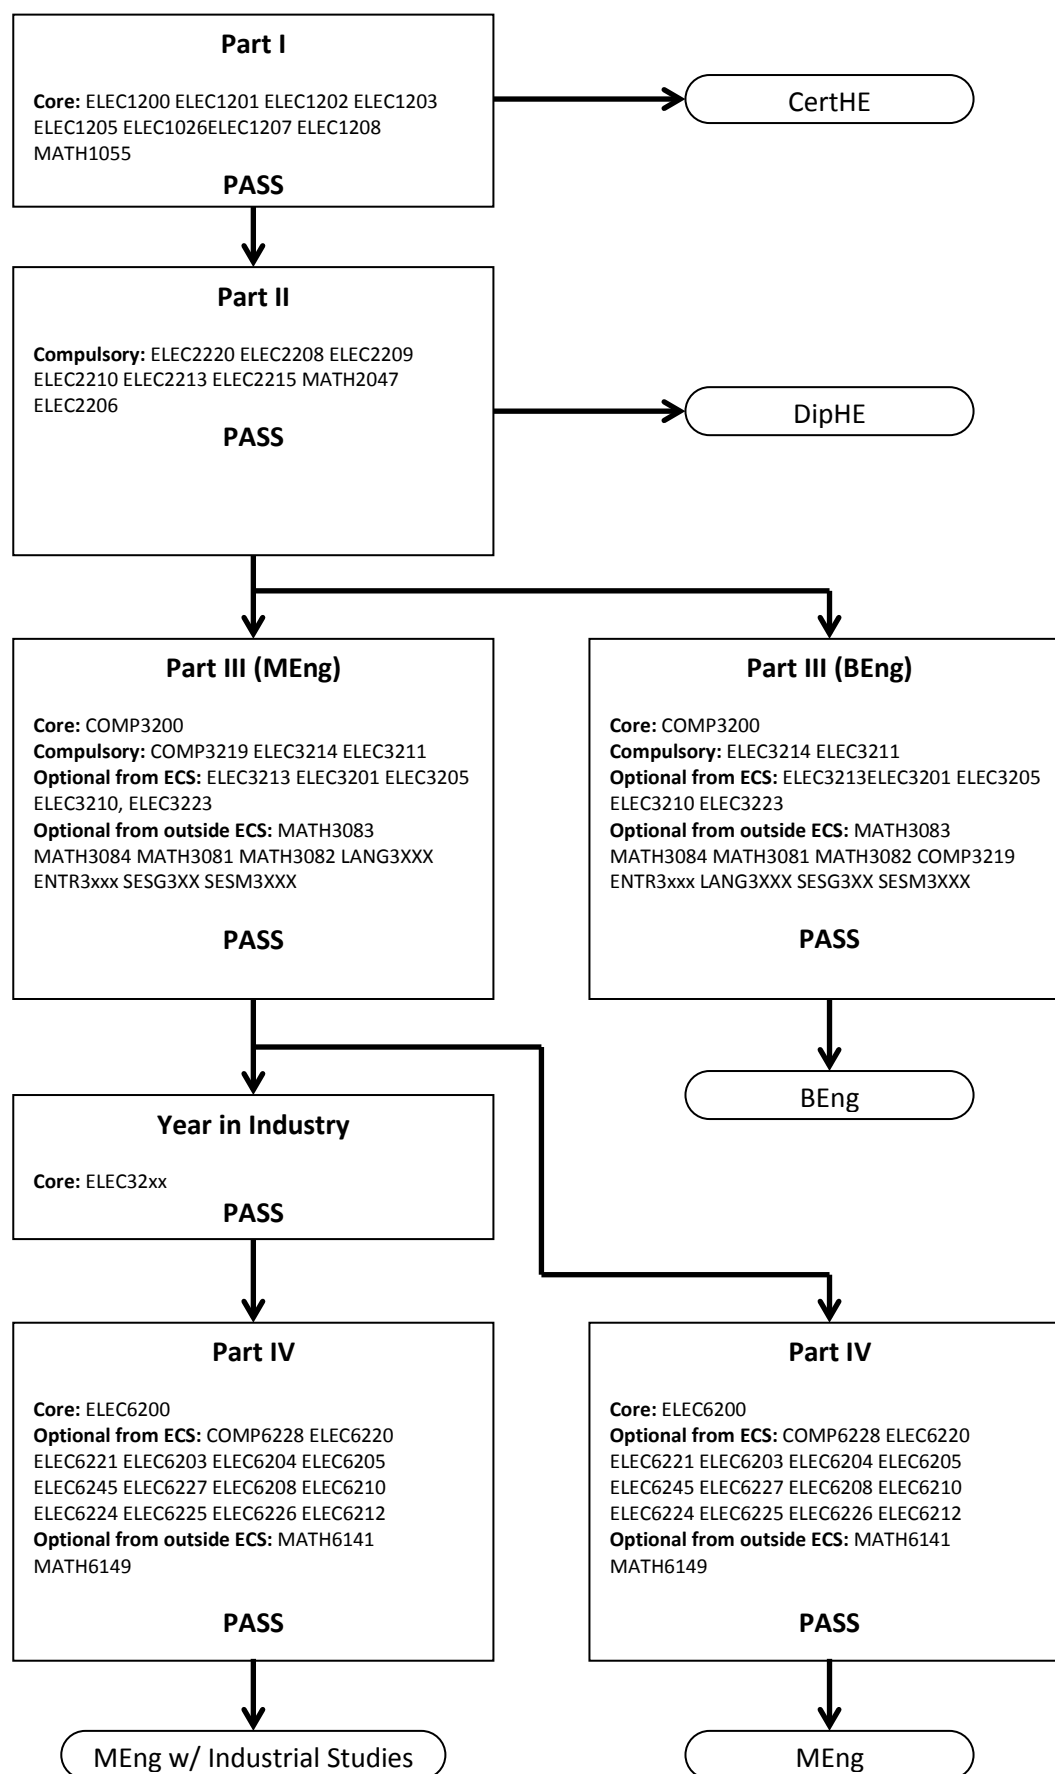 Part I
Core: ELEC1200 ELEC1201 ELEC1202 ELEC1203
ELEC1205 ELEC1026ELEC1207 ELEC1208
MATH1055
PASS
CertHE
Part II
Compulsory: ELEC2220 ELEC2208 ELEC2209
ELEC2210 ELEC2213 ELEC2215 MATH2047
ELEC2206
PASS
DipHE
Part III (MEng)
Core: COMP3200
Compulsory: COMP3219 ELEC3214 ELEC3211
Optional from ECS: ELEC3213 ELEC3201 ELEC3205
ELEC3210, ELEC3223
Optional from outside ECS: MATH3083
MATH3084 MATH3081 MATH3082 LANG3XXX
ENTR3xxx SESG3XX SESM3XXX
PASS
Part III (BEng)
Core: COMP3200
Compulsory: ELEC3214 ELEC3211
Optional from ECS: ELEC3213ELEC3201 ELEC3205
ELEC3210 ELEC3223
Optional from outside ECS: MATH3083
MATH3084 MATH3081 MATH3082 COMP3219
ENTR3xxx LANG3XXX SESG3XX SESM3XXX
PASS
BEng
Year in Industry
Core: ELEC32xx
PASS
Part IV
Core: ELEC6200
Optional from ECS: COMP6228 ELEC6220
ELEC6221 ELEC6203 ELEC6204 ELEC6205
ELEC6245 ELEC6227 ELEC6208 ELEC6210
ELEC6224 ELEC6225 ELEC6226 ELEC6212
Optional from outside ECS: MATH6141
MATH6149
PASS
Part IV
Core: ELEC6200
Optional from ECS: COMP6228 ELEC6220
ELEC6221 ELEC6203 ELEC6204 ELEC6205
ELEC6245 ELEC6227 ELEC6208 ELEC6210
ELEC6224 ELEC6225 ELEC6226 ELEC6212
Optional from outside ECS: MATH6141
MATH6149
PASS
MEng w/ Industrial Studies
MEng